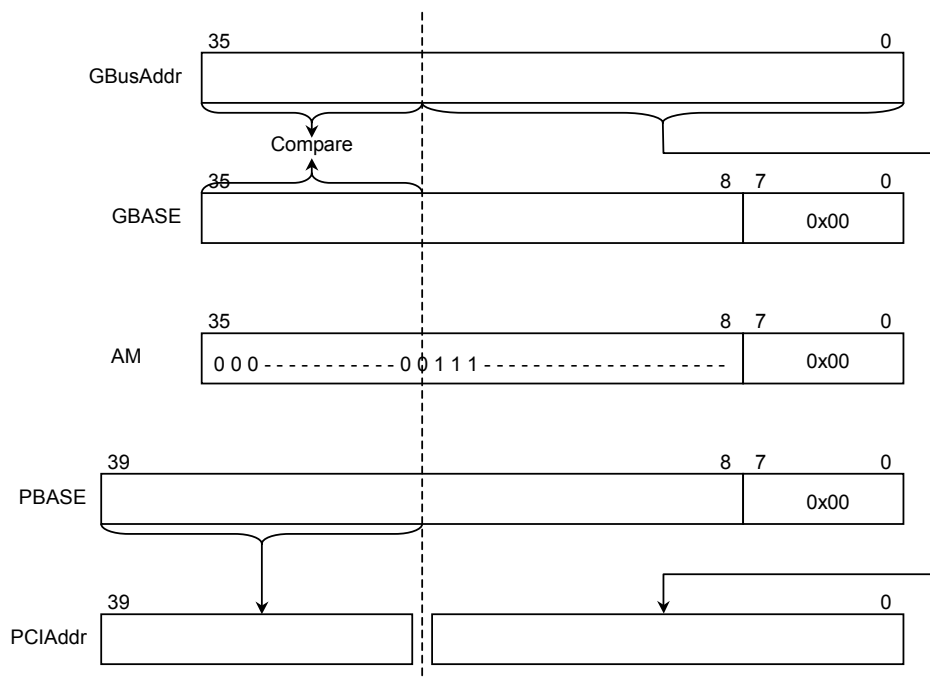 35 0
GBusAddr
Compare
35 8 7 0
GBASE 0x00
35 8 7 0
AM 0 0 0 - - - - - - - - - - - 0 0 1 1 1 - - - - - - - - - - - - - - - - - - - - 0x00
39 8 7 0
PBASE 0x00
39 0
PCIAddr